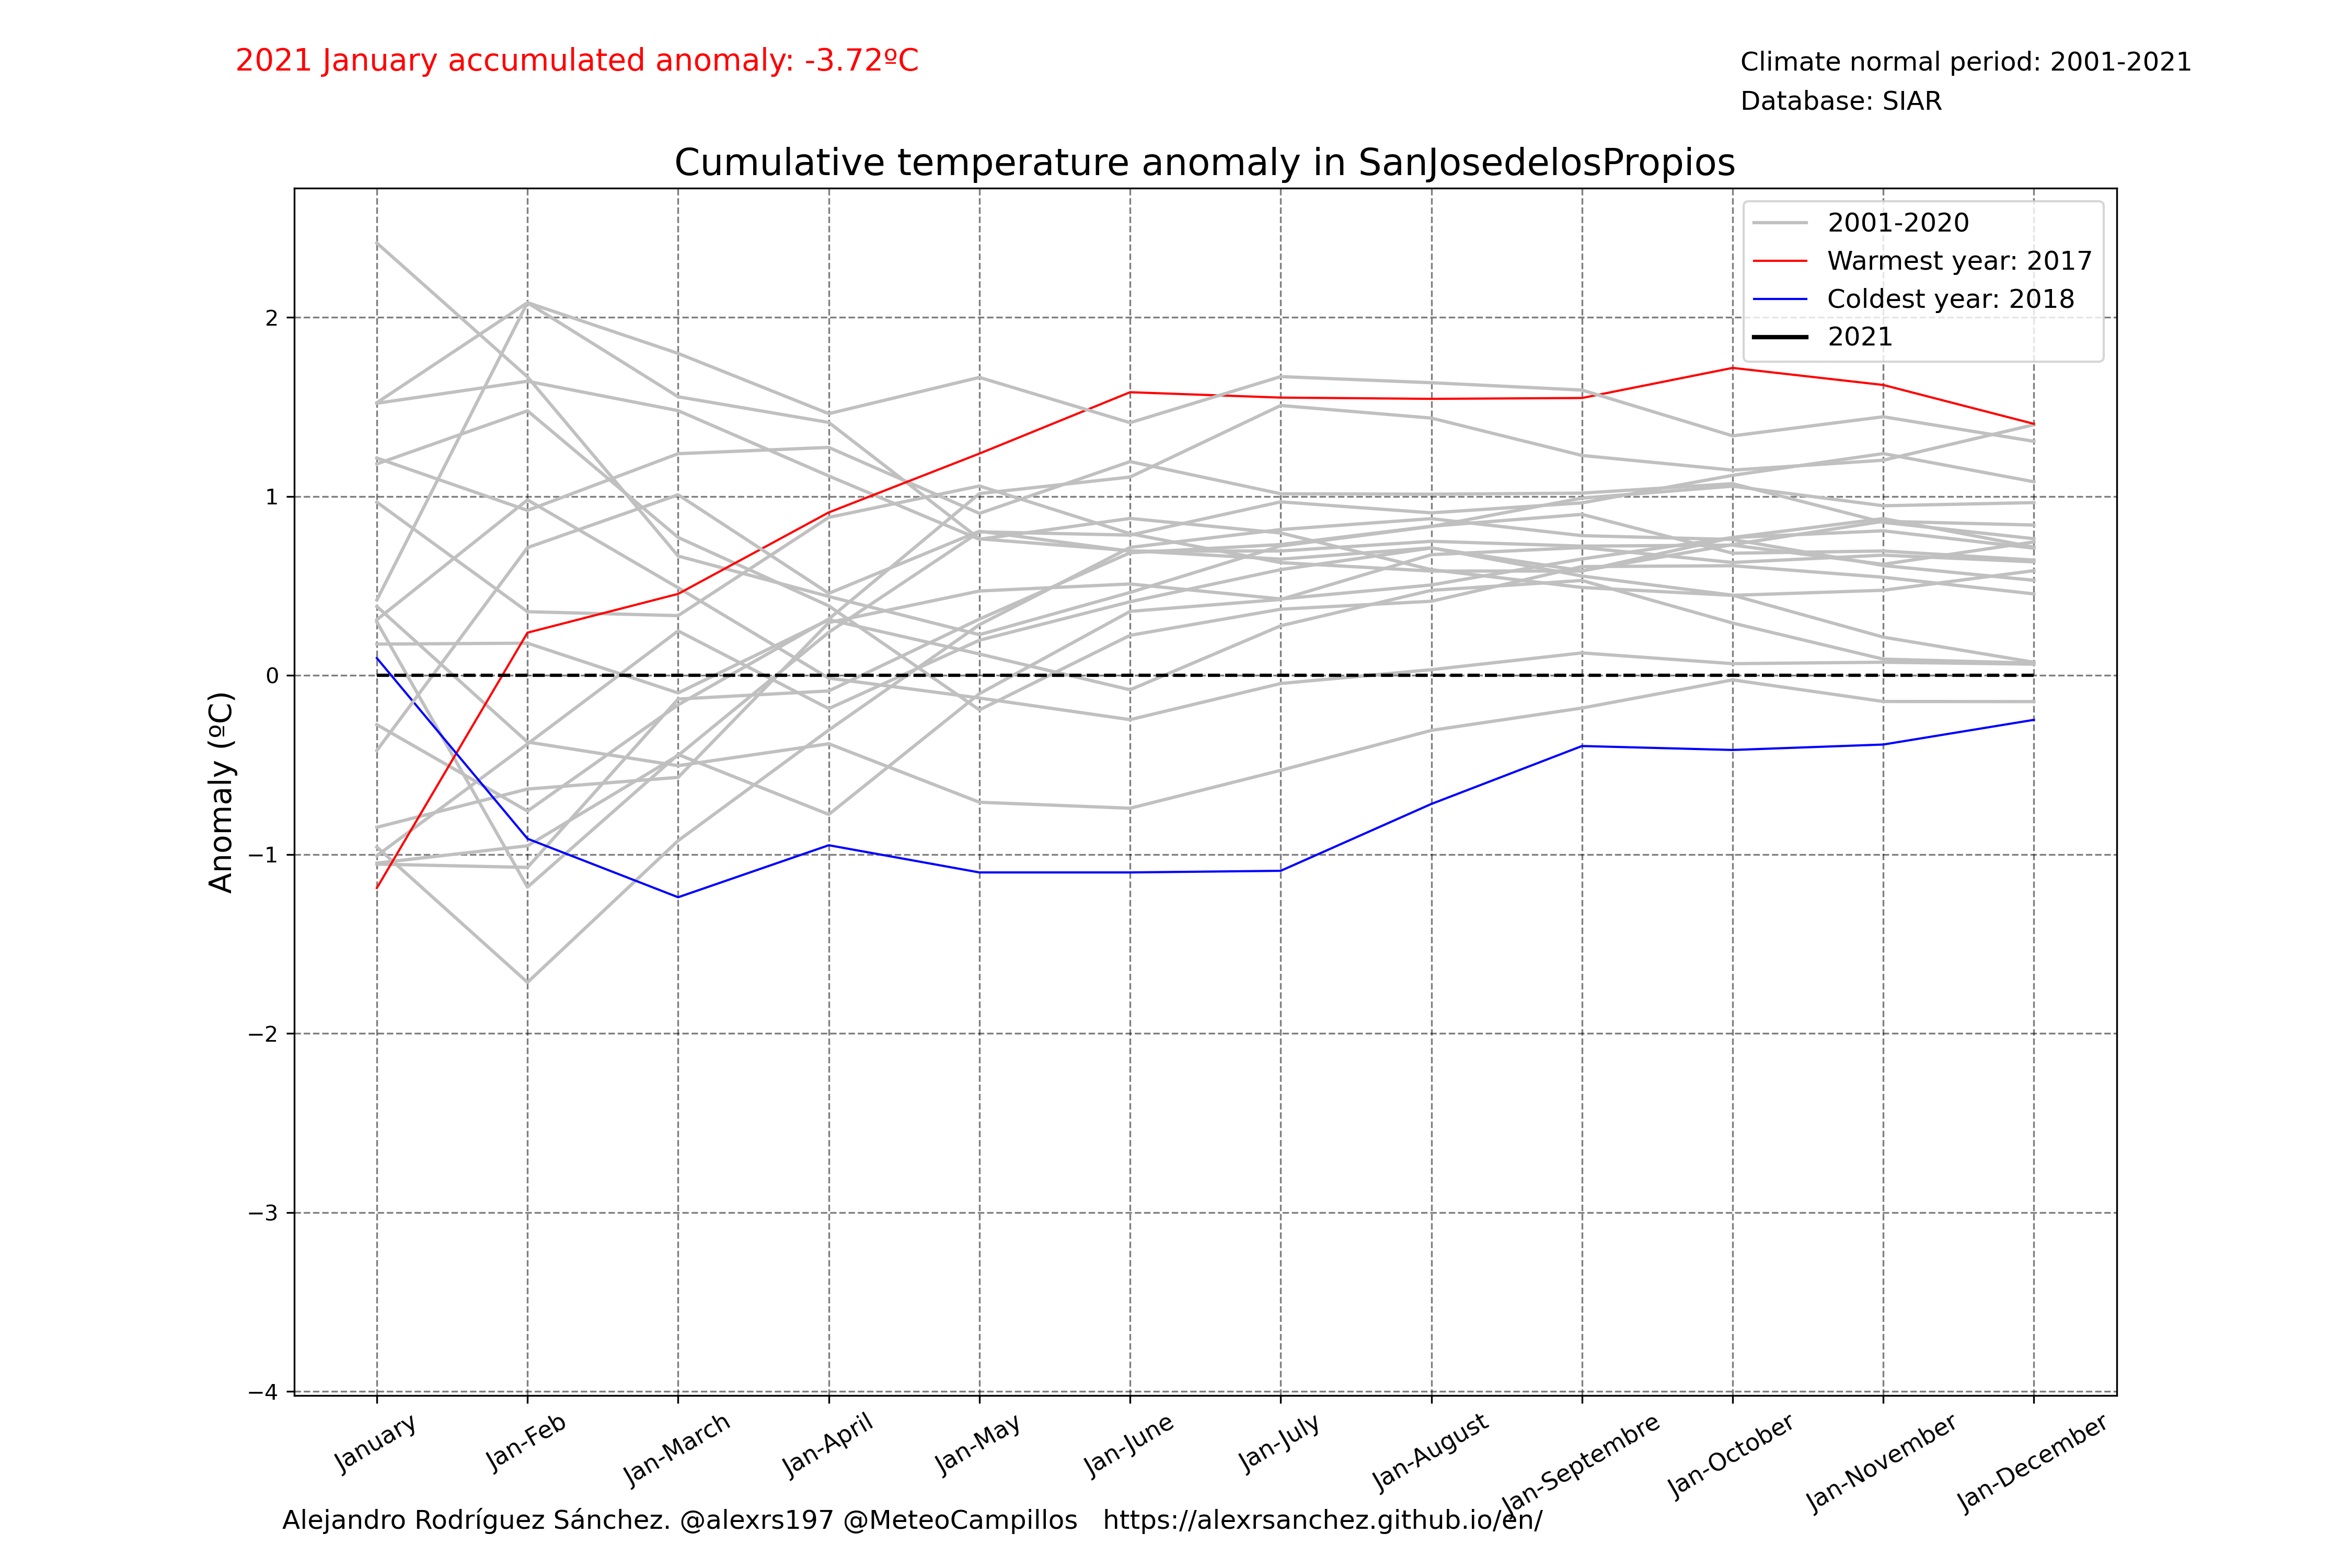 2021 January accumulated anomaly: -3.72ºC
Climate normal period: 2001-2021
Database: SIAR
Cumulative temperature anomaly in SanJosedelosPropios
2001-2020
Warmest year: 2017
Coldest year: 2018
2021
Anomaly (ºC)
2
1
0
−1
−2
−3
−4
January
Jan-Feb
Jan-March
Jan-April
Jan-May
Jan-June
Jan-July
Jan-August
Jan-Septembre
Jan-October
Jan-November
Jan-December
Alejandro Rodríguez Sánchez. @alexrs197 @MeteoCampillos   https://alexrsanchez.github.io/en/